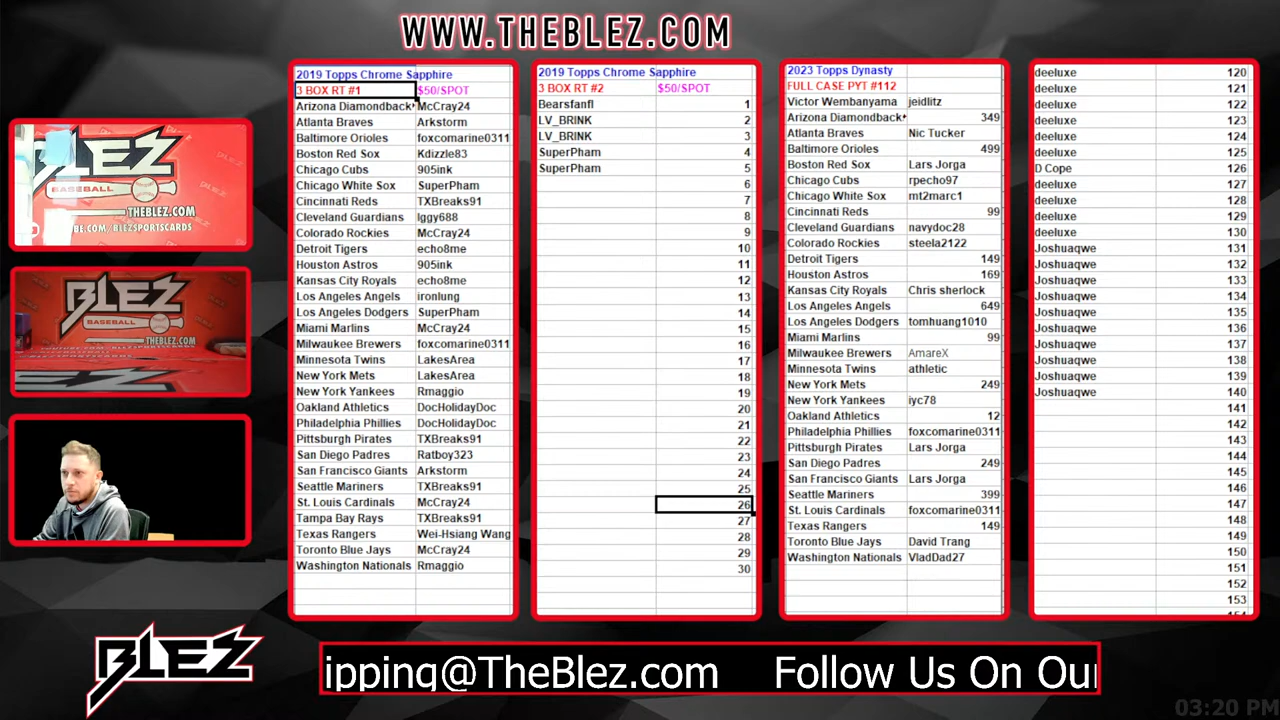 WWW.THEBLEZ.COM
BLEZ
BASEBALL
THEBLEZ.COM
BE.COM/BLEZSPORTSCARDS
BLEZ
BASEBALL
THEBLEZ.COM
BLEZ
2019 Topps Chrome Sapphire
3 BOX RT #1 $50/SPOT
Arizona Diamondback McCray24
Atlanta Braves Arkstorm
Baltimore Orioles foxcomarine0311
Boston Red Sox Kdizzle83
Chicago Cubs 905ink
Chicago White Sox SuperPham
Cincinnati Reds TXBreaks91
Cleveland Guardians Iggy688
Colorado Rockies McCray24
Detroit Tigers echo8me
Houston Astros 905ink
Kansas City Royals echo8me
Los Angeles Angels ironlung
Los Angeles Dodgers SuperPham
Miami Marlins McCray24
Milwaukee Brewers foxcomarine0311
Minnesota Twins LakesArea
New York Mets LakesArea
New York Yankees Rmaggio
Oakland Athletics DocHolidayDoc
Philadelphia Phillies DocHolidayDoc
Pittsburgh Pirates TXBreaks91
San Diego Padres Ratboy323
San Francisco Giants Arkstorm
Seattle Mariners TXBreaks91
St. Louis Cardinals McCray24
Tampa Bay Rays TXBreaks91
Texas Rangers Wei-Hsiang Wang
Toronto Blue Jays McCray24
Washington Nationals Rmaggio
2019 Topps Chrome Sapphire
3 BOX RT #2 $50/SPOT
Bearsfanfl 1
LV_BRINK 2
LV_BRINK 3
SuperPham 4
SuperPham 5
6
7
8
9
10
11
12
13
14
15
16
17
18
19
20
21
22
23
24
25
26
27
28
29
30
2023 Topps Dynasty
FULL CASE PYT #112
Victor Wembanyama jeidlitz
Arizona Diamondback 349
Atlanta Braves Nic Tucker
Baltimore Orioles 499
Boston Red Sox Lars Jorga
Chicago Cubs rpecho97
Chicago White Sox mt2marc1
Cincinnati Reds 99
Cleveland Guardians navydoc28
Colorado Rockies steela2122
Detroit Tigers 149
Houston Astros 169
Kansas City Royals Chris sherlock
Los Angeles Angels 649
Los Angeles Dodgers tomhuang1010
Miami Marlins 99
Milwaukee Brewers AmareX
Minnesota Twins athletic
New York Mets 249
New York Yankees iyc78
Oakland Athletics 12
Philadelphia Phillies foxcomarine0311
Pittsburgh Pirates Lars Jorga
San Diego Padres 249
San Francisco Giants Lars Jorga
Seattle Mariners 399
St. Louis Cardinals foxcomarine0311
Texas Rangers 149
Toronto Blue Jays David Trang
Washington Nationals VladDad27
deeluxe 120
deeluxe 121
deeluxe 122
deeluxe 123
deeluxe 124
deeluxe 125
D Cope 126
deeluxe 127
deeluxe 128
deeluxe 129
deeluxe 130
Joshuaqwe 131
Joshuaqwe 132
Joshuaqwe 133
Joshuaqwe 134
Joshuaqwe 135
Joshuaqwe 136
Joshuaqwe 137
Joshuaqwe 138
Joshuaqwe 139
Joshuaqwe 140
141
142
143
144
145
146
147
148
149
150
151
152
153
154
ipping@TheBlez.com Follow Us On Our
03:20 PM